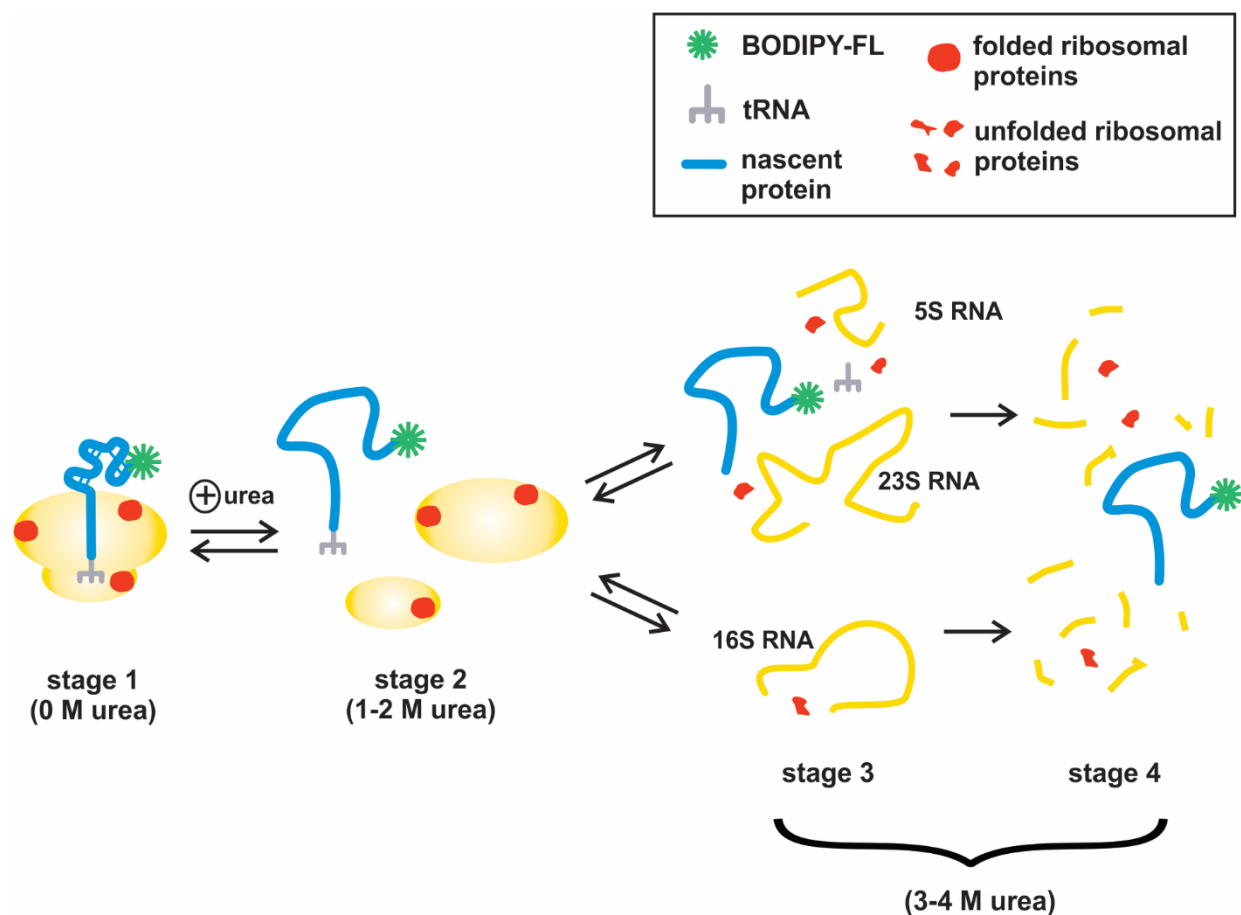 BODIPY-FL
tRNA
nascent
protein
folded ribosomal
proteins
unfolded ribosomal
proteins
5S RNA
23S RNA
+ urea
16S RNA
stage 1
(0 M urea)
stage 2
(1-2 M urea)
stage 3
stage 4
(3-4 M urea)